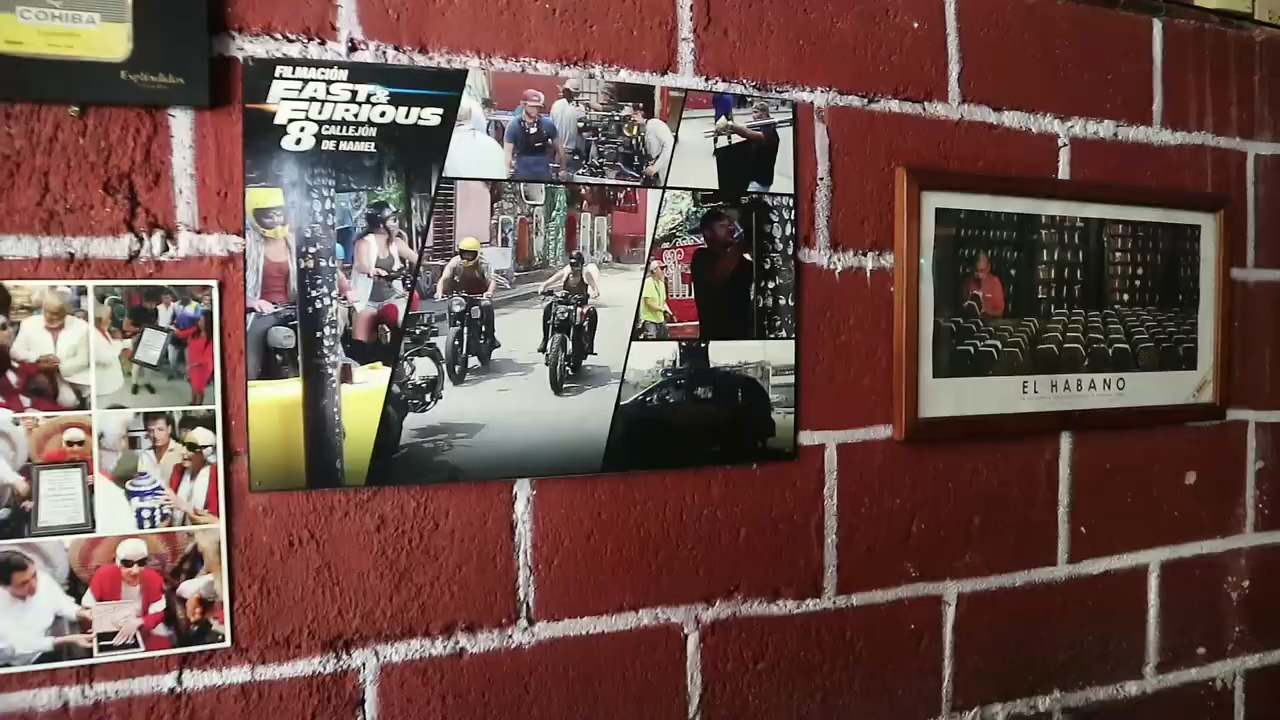 COHIBA
Espléndidos
FILMACIÓN
FAST &
FURIOUS
8 CALLEJÓN
DE HAMEL
EL HABANO